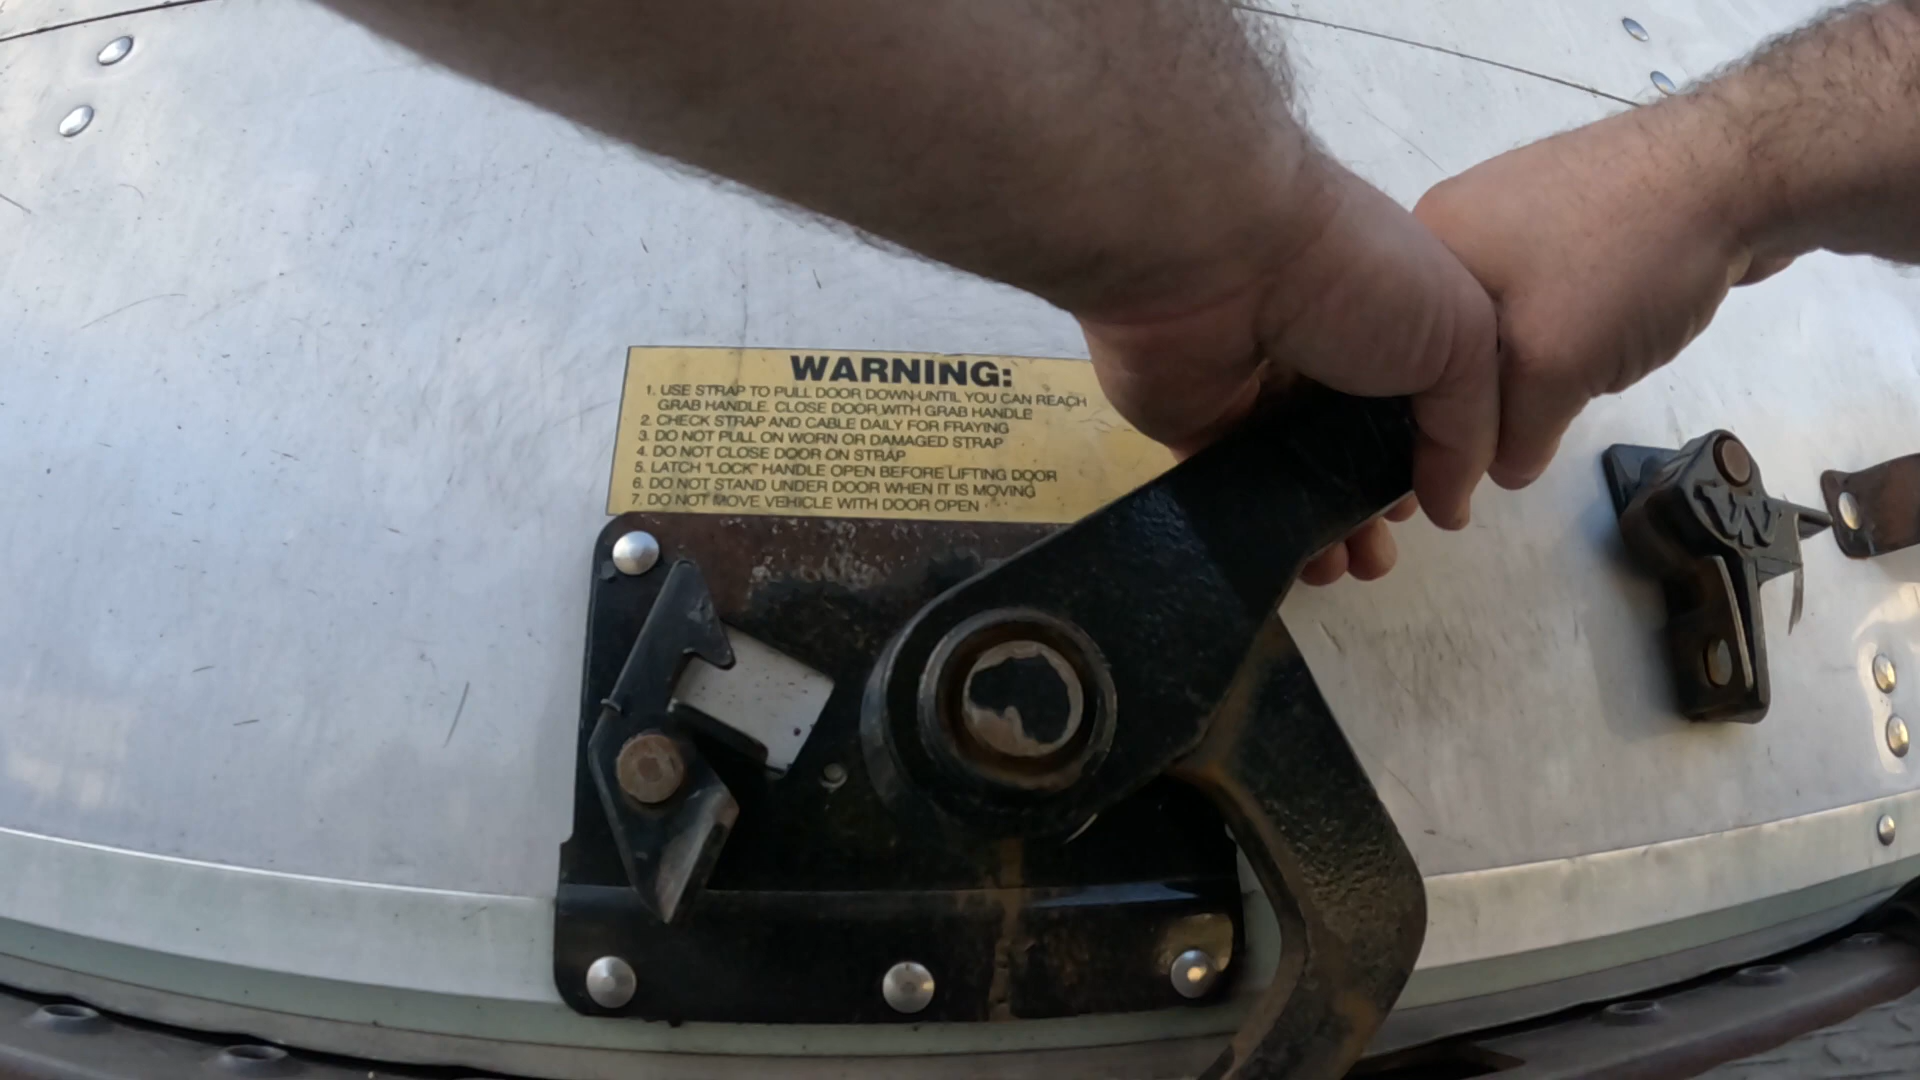 WARNING:
1. USE STRAP TO PULL DOOR DOWN UNTIL YOU CAN REACH
GRAB HANDLE. CLOSE DOOR WITH GRAB HANDLE
2. CHECK STRAP AND CABLE DAILY FOR FRAYING
3. DO NOT PULL ON WORN OR DAMAGED STRAP
4. DO NOT CLOSE DOOR ON STRAP
5. LATCH "LOCK" HANDLE OPEN BEFORE LIFTING DOOR
6. DO NOT STAND UNDER DOOR WHEN IT IS MOVING
7. DO NOT MOVE VEHICLE WITH DOOR OPEN